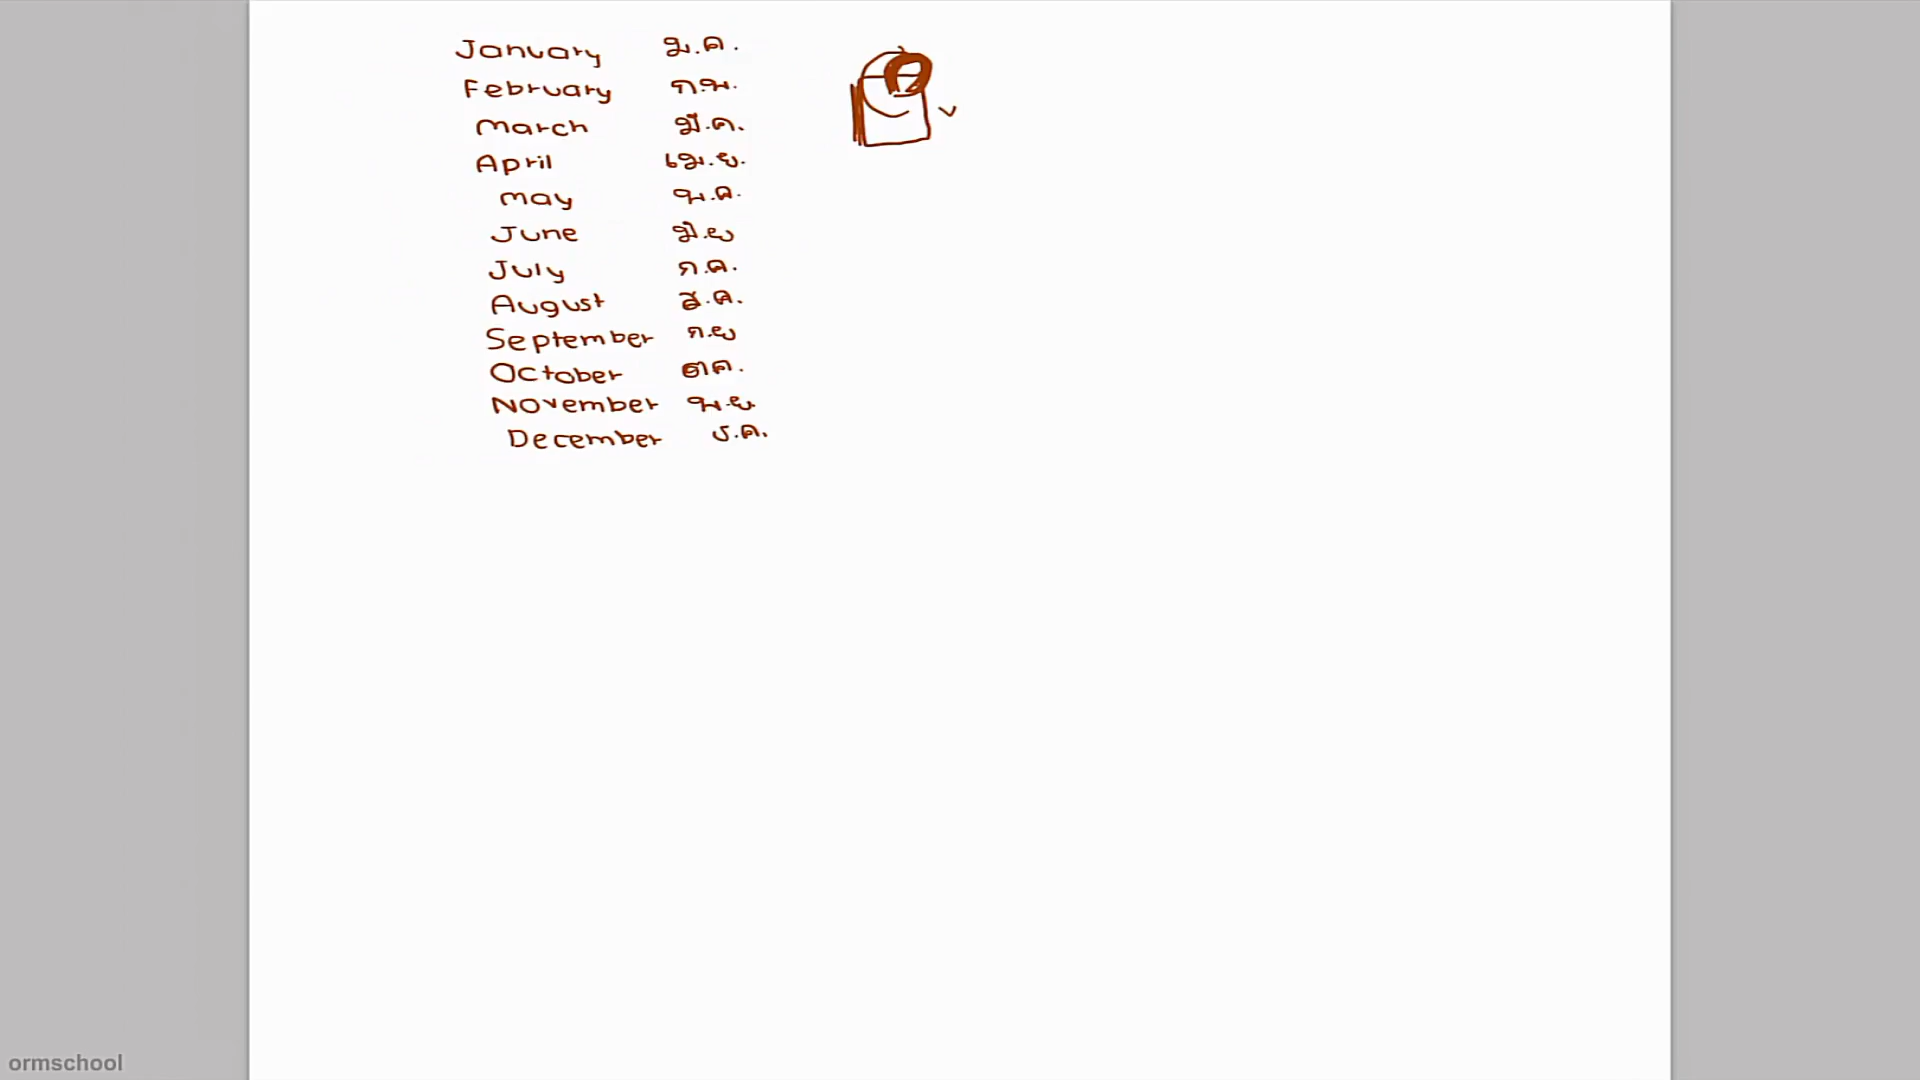 January ม.ค.
February ก.พ.
March มี.ค.
April เม.ย.
May พ.ค.
June มิ.ย
July ก.ค.
August ส.ค.
September ก.ย
October ตค.
November พ.ย.
December ธ.ค.
ormschool